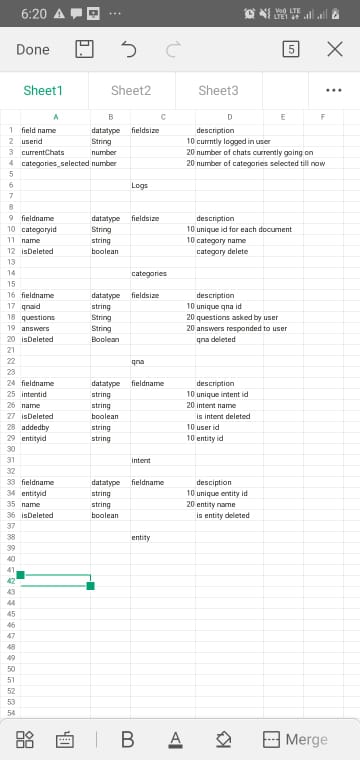 6:20 ... VoD LTE LTE1
Done 5
Sheet1 Sheet2 Sheet3 ...
A B C D E F
1 field name datatype fieldsize description
2 userid String 10 currntly logged in user
3 currentChats number 20 number of chats currently going on
4 categories_selected number 20 number of categories selected till now
5
6 Logs
7
8
9 fieldname datatype fieldsize description
10 categoryid String 10 unique id for each document
11 name string 10 category name
12 isDeleted boolean category delete
13
14 categories
15
16 fieldname datatype fieldsize description
17 qnaid string 10 unique qna id
18 questions String 20 questions asked by user
19 answers String 20 answers responded to user
20 isDeleted Boolean qna deleted
21
22 qna
23
24 fieldname datatype fieldname description
25 intentid string 10 unique intent id
26 name string 20 intent name
27 isDeleted boolean is intent deleted
28 addedby string 10 user id
29 entityid string 10 entity id
30
31 intent
32
33 fieldname datatype fieldname desciption
34 entityid string 10 unique entity id
35 name string 20 entity name
36 isDeleted boolean is entity deleted
37
38 entity
39
40
41
42
43
44
45
46
47
48
49
50
51
52
53
54
B A Merge